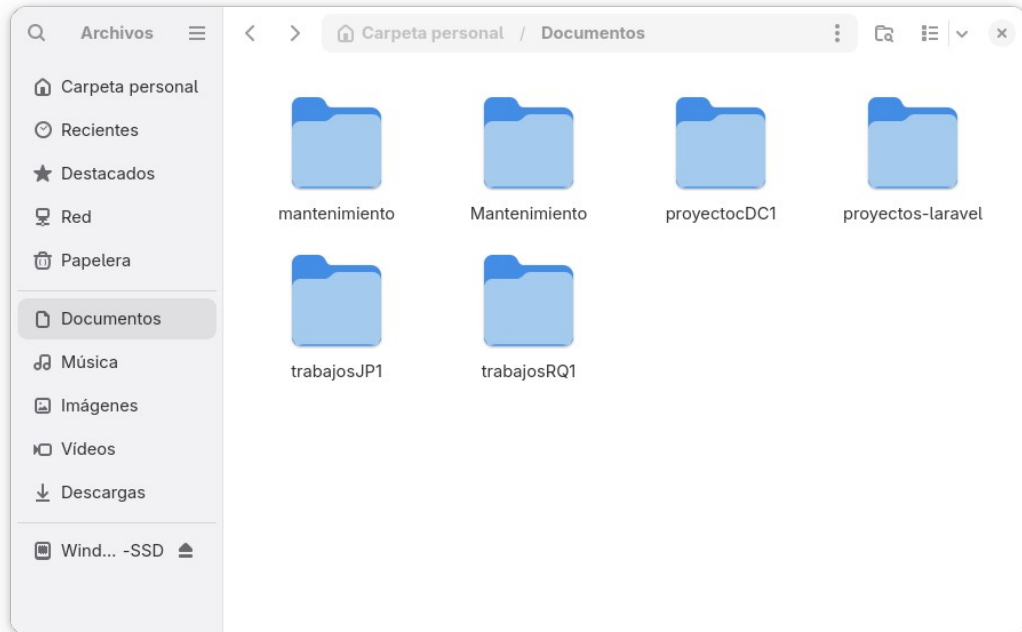 Archivos
Carpeta personal / Documentos
Carpeta personal
Recientes
Destacados
Red
Papelera
Documentos
Música
Imágenes
Vídeos
Descargas
Wind... -SSD
mantenimiento
Mantenimiento
proyectocDC1
proyectos-laravel
trabajosJP1
trabajosRQ1